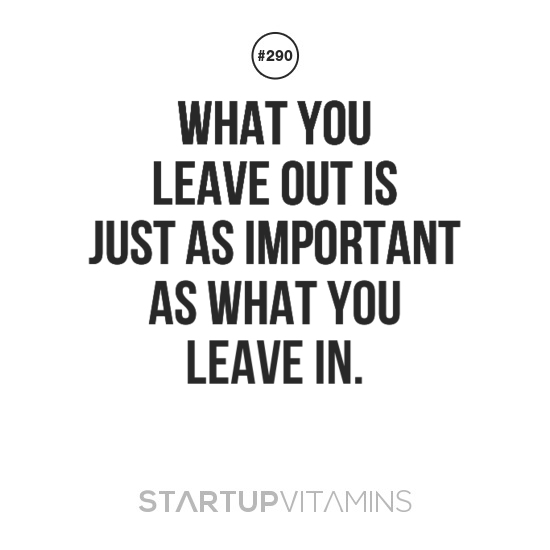 #290
WHAT YOU
LEAVE OUT IS
JUST AS IMPORTANT
AS WHAT YOU
LEAVE IN.
STARTUPVITAMINS